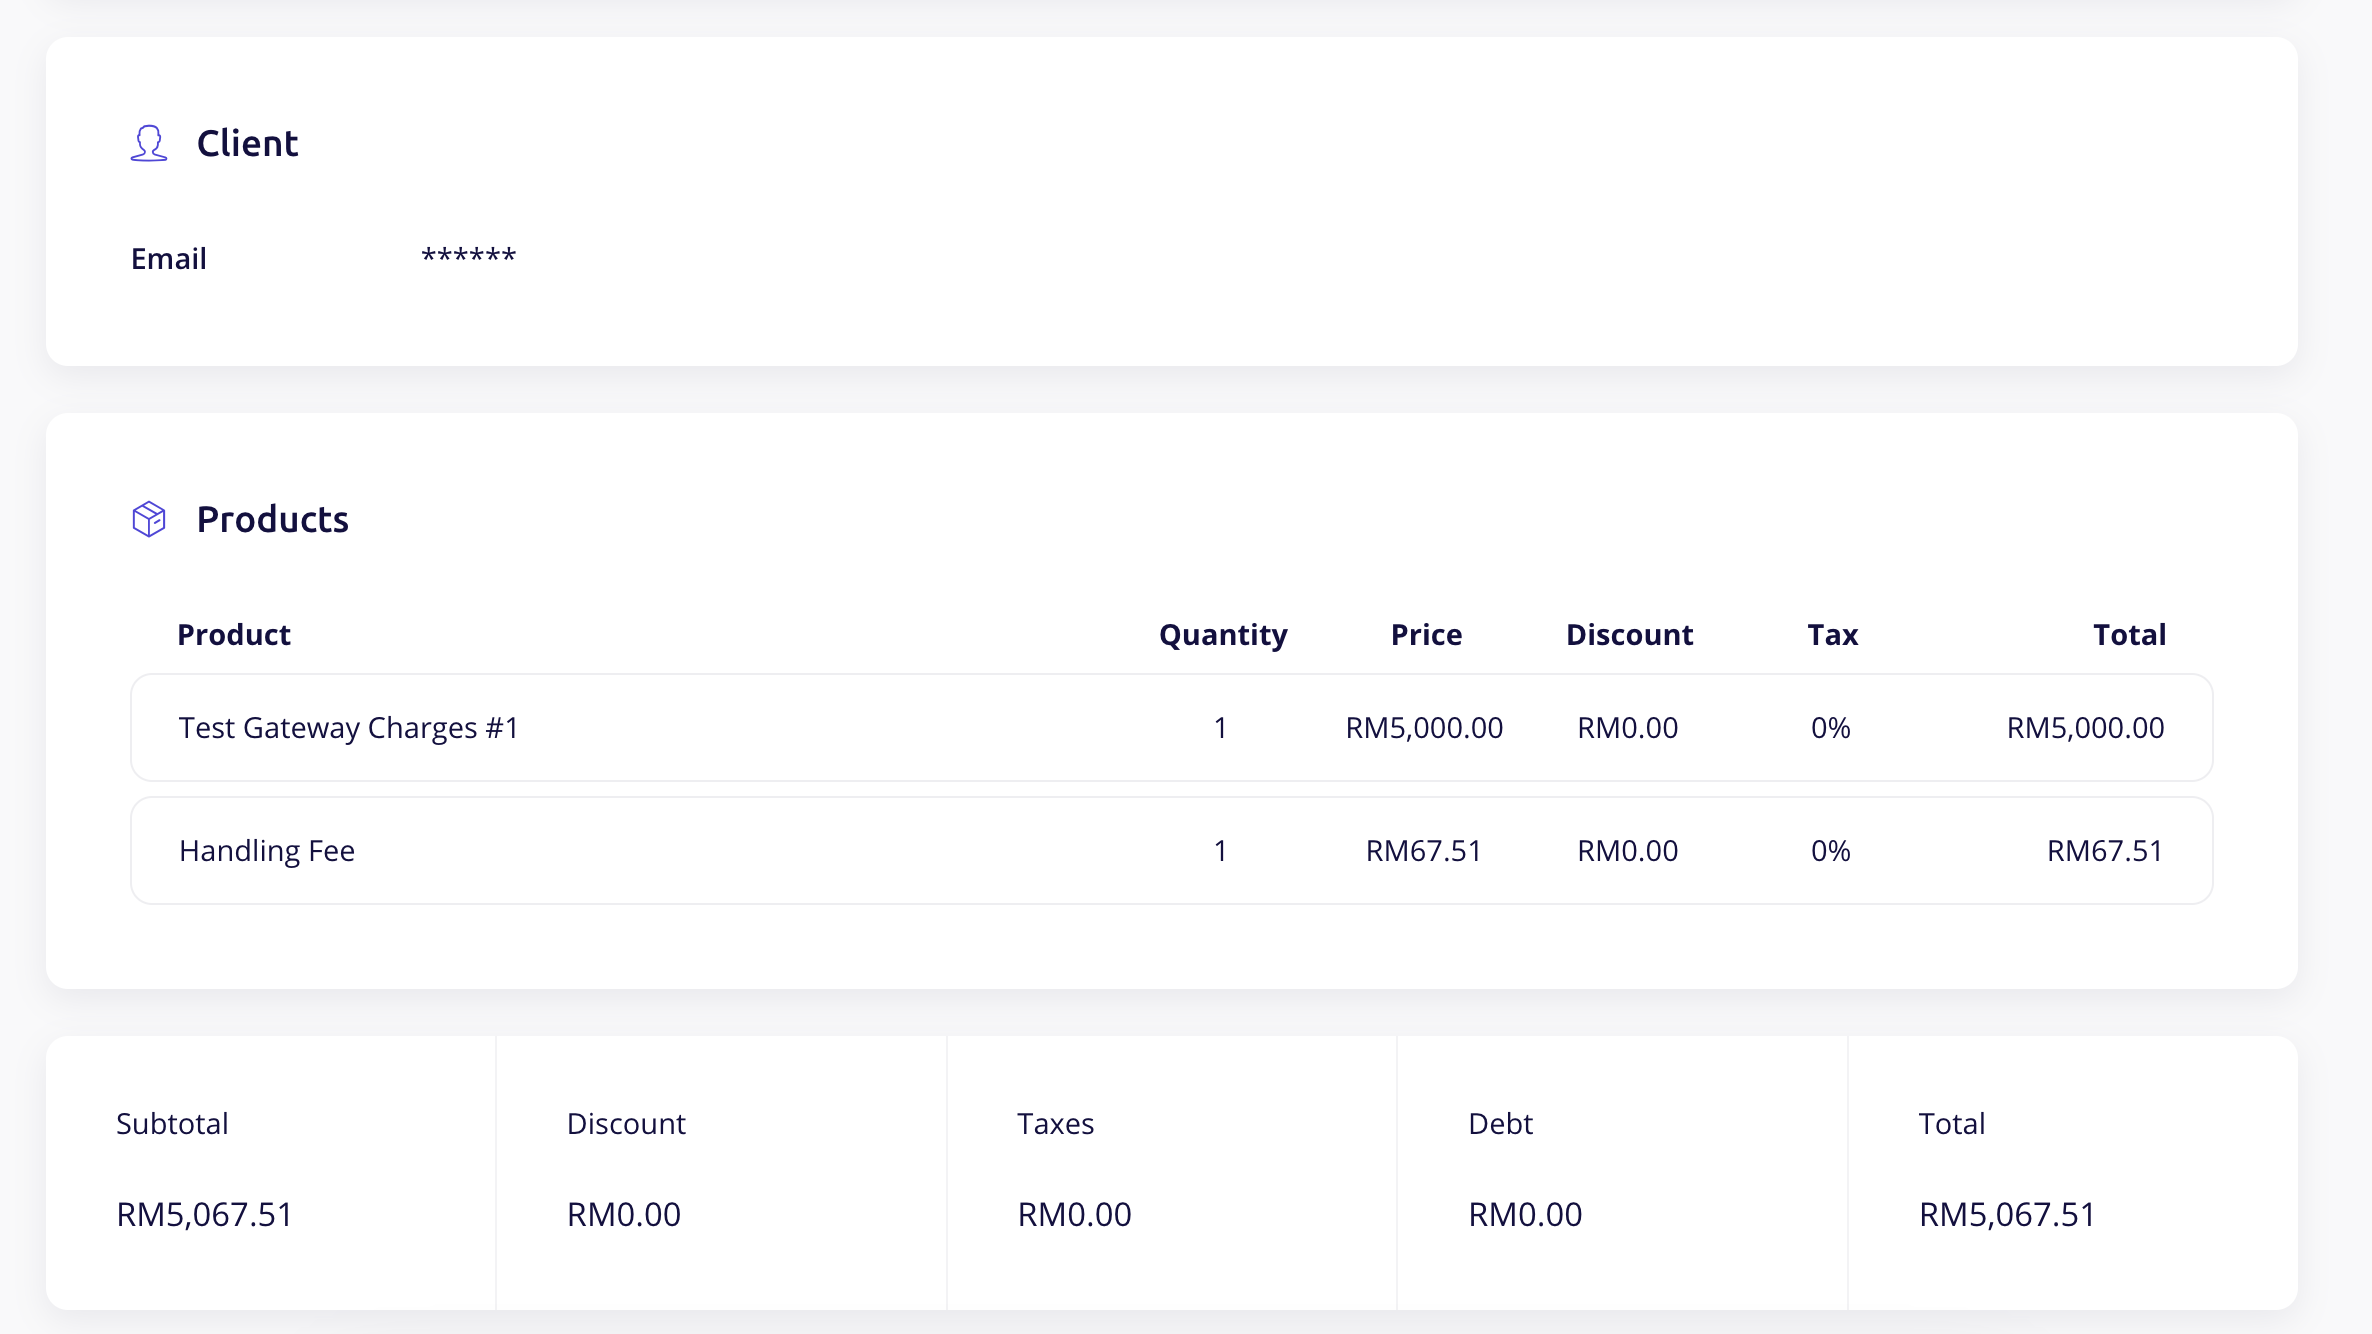 Client
Email ******
Products
Product Quantity Price Discount Tax Total
Test Gateway Charges #1 1 RM5,000.00 RM0.00 0% RM5,000.00
Handling Fee 1 RM67.51 RM0.00 0% RM67.51
Subtotal Discount Taxes Debt Total
RM5,067.51 RM0.00 RM0.00 RM0.00 RM5,067.51